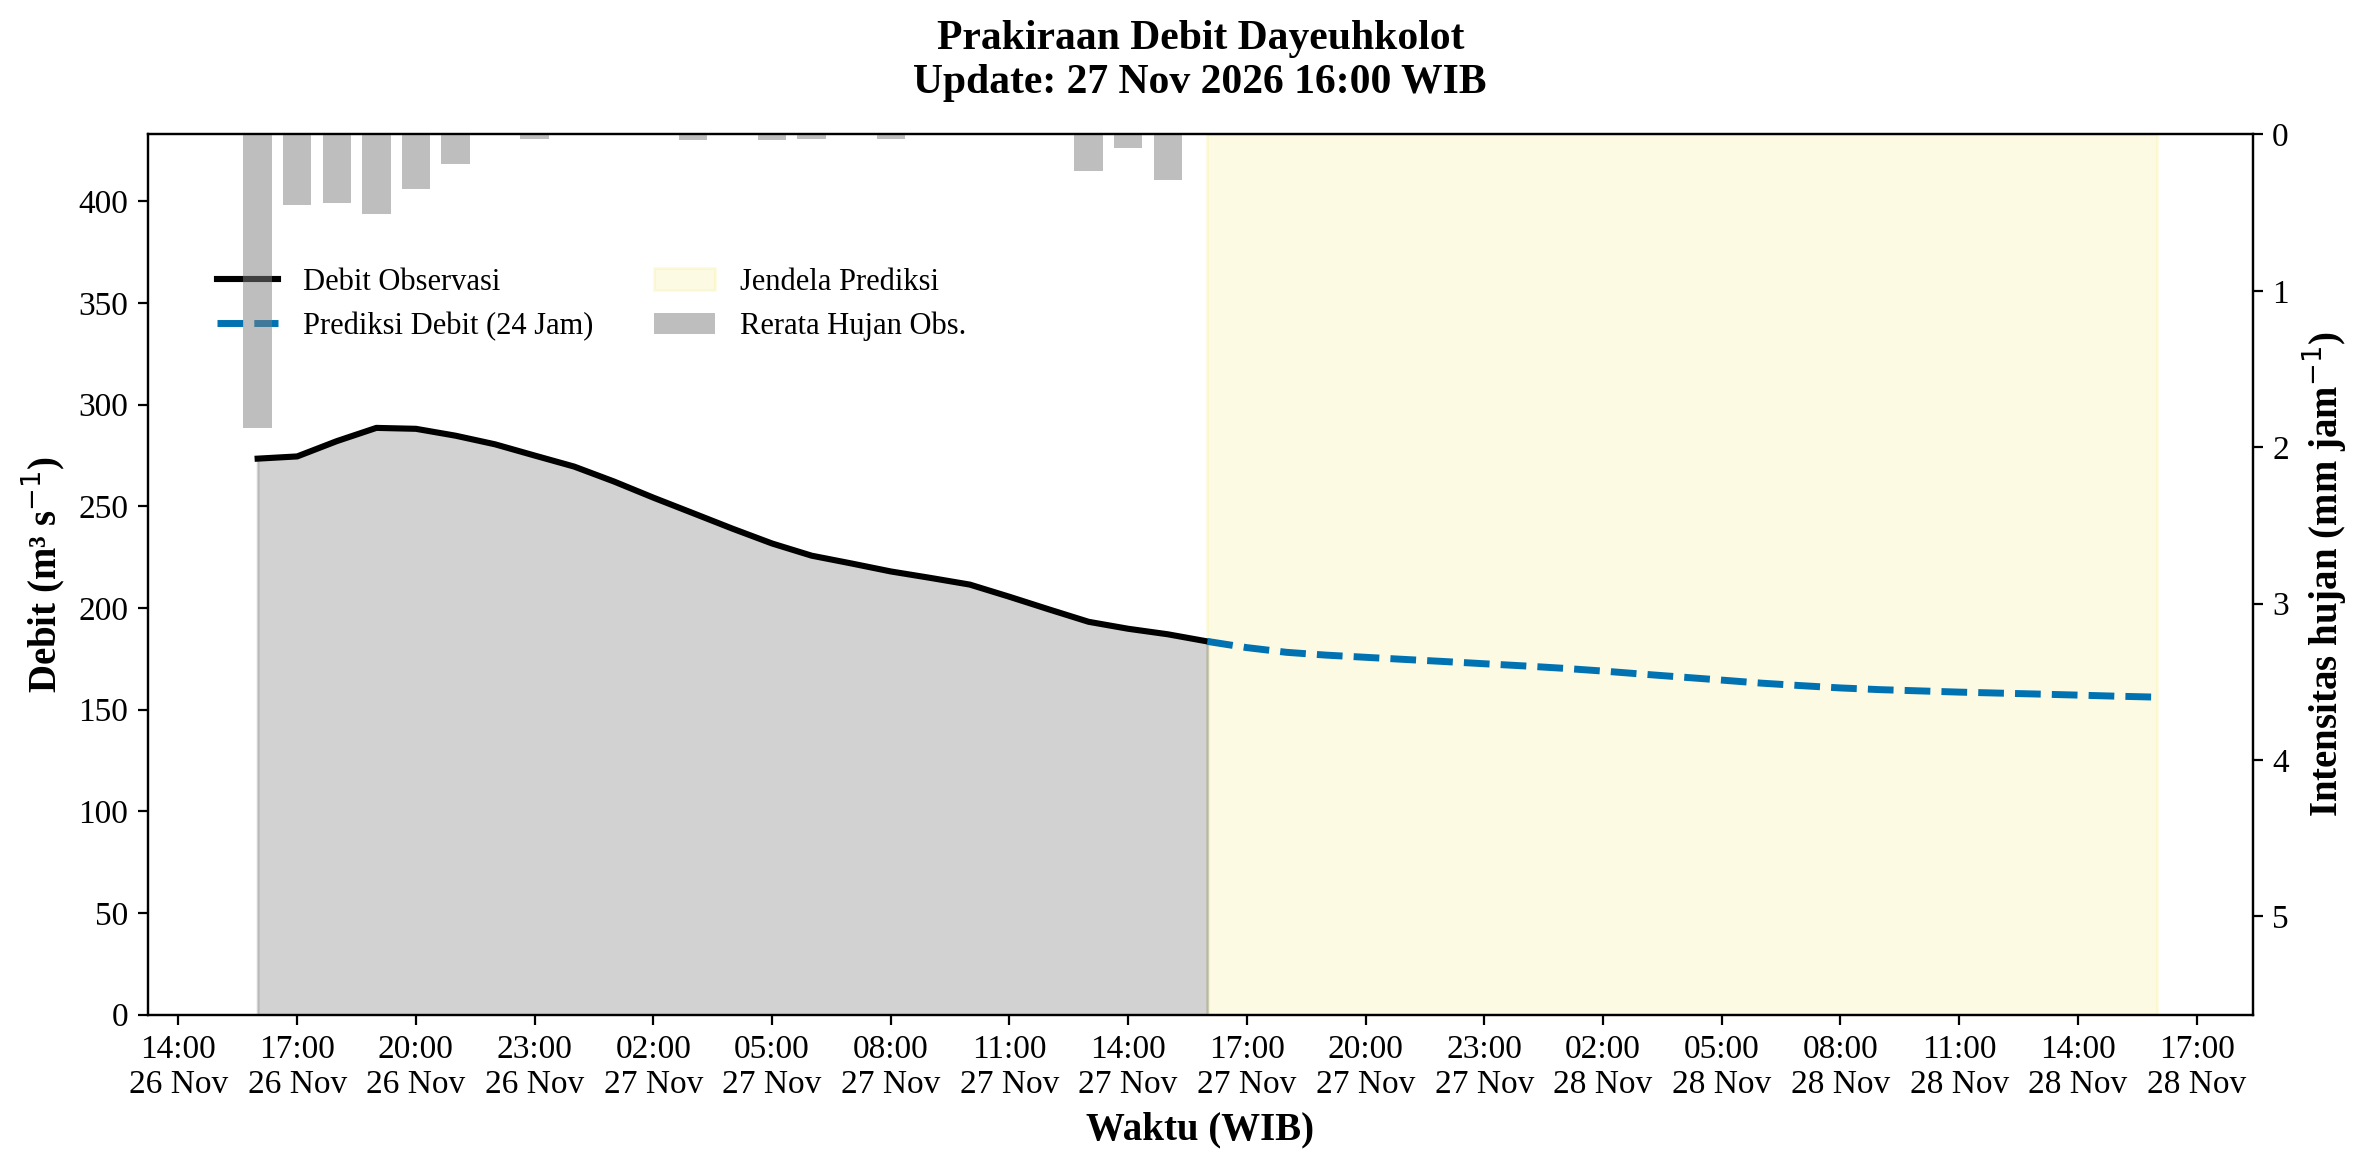 Prakiraan Debit Dayeuhkolot
Update: 27 Nov 2026 16:00 WIB
Debit (m³ s⁻¹)
400
350
300
250
200
150
100
50
0
Debit Observasi
Prediksi Debit (24 Jam)
Jendela Prediksi
Rerata Hujan Obs.
0
1
2
3
4
5
Intensitas hujan (mm jam⁻¹)
14:00 17:00 20:00 23:00 02:00 05:00 08:00 11:00 14:00 17:00 20:00 23:00 02:00 05:00 08:00 11:00 14:00 17:00
26 Nov 26 Nov 26 Nov 26 Nov 27 Nov 27 Nov 27 Nov 27 Nov 27 Nov 27 Nov 27 Nov 27 Nov 28 Nov 28 Nov 28 Nov 28 Nov 28 Nov 28 Nov
Waktu (WIB)